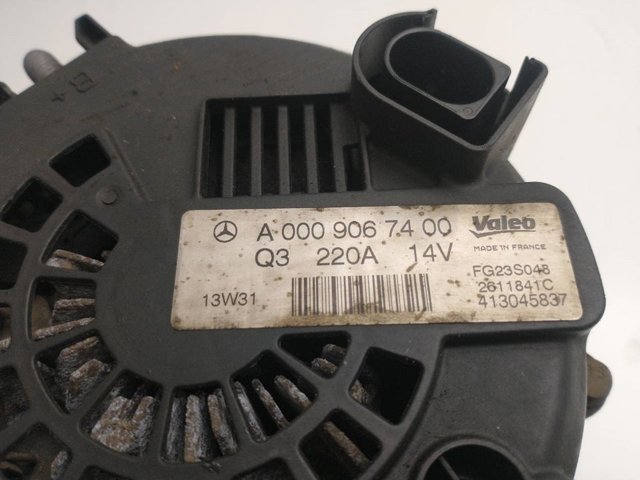 B+
A 000 906 74 00 Valeo
MADE IN FRANCE
Q3 220A 14V
FG23S048
2611841C
13W31
413045837